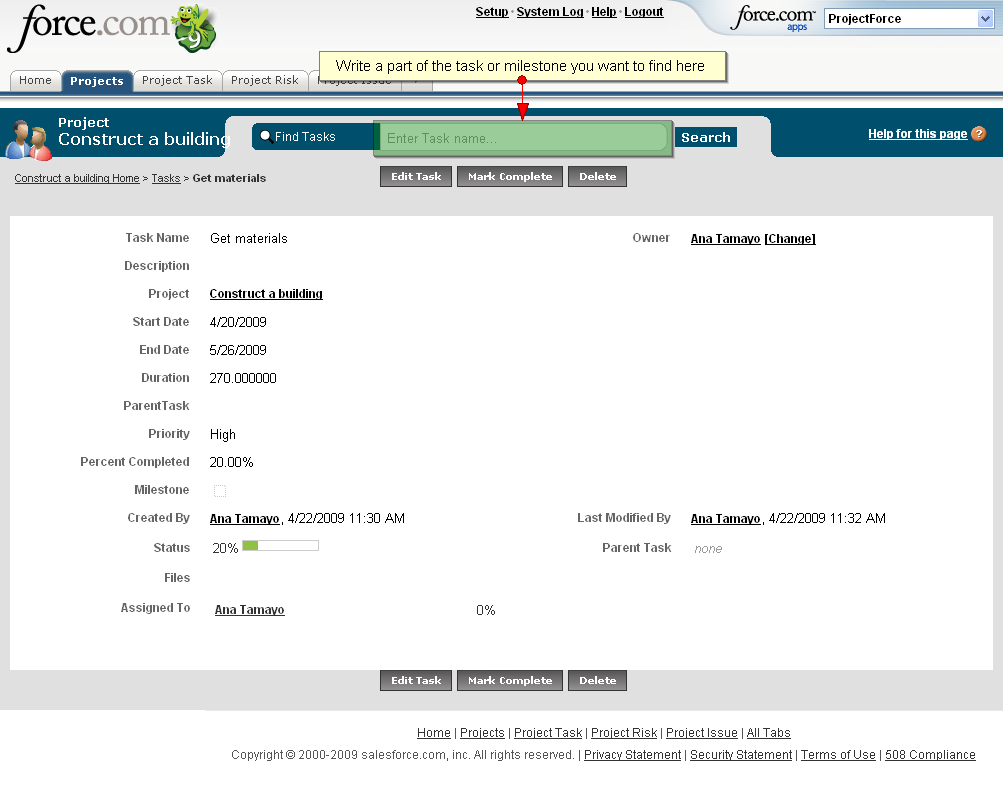 Setup · System Log · Help · Logout
force.com
9
force.com apps
ProjectForce
Write a part of the task or milestone you want to find here
Home Projects Project Task Project Risk Project Issue
Project
Construct a building
Find Tasks Enter Task name... Search
Help for this page ?
Construct a building Home > Tasks > Get materials
Edit Task Mark Complete Delete
Task Name Get materials Owner Ana Tamayo [Change]
Description
Project Construct a building
Start Date 4/20/2009
End Date 5/26/2009
Duration 270.000000
ParentTask
Priority High
Percent Completed 20.00%
Milestone
Created By Ana Tamayo, 4/22/2009 11:30 AM Last Modified By Ana Tamayo, 4/22/2009 11:32 AM
Status 20% Parent Task none
Files
Assigned To Ana Tamayo 0%
Edit Task Mark Complete Delete
Home | Projects | Project Task | Project Risk | Project Issue | All Tabs
Copyright © 2000-2009 salesforce.com, inc. All rights reserved. | Privacy Statement | Security Statement | Terms of Use | 508 Compliance